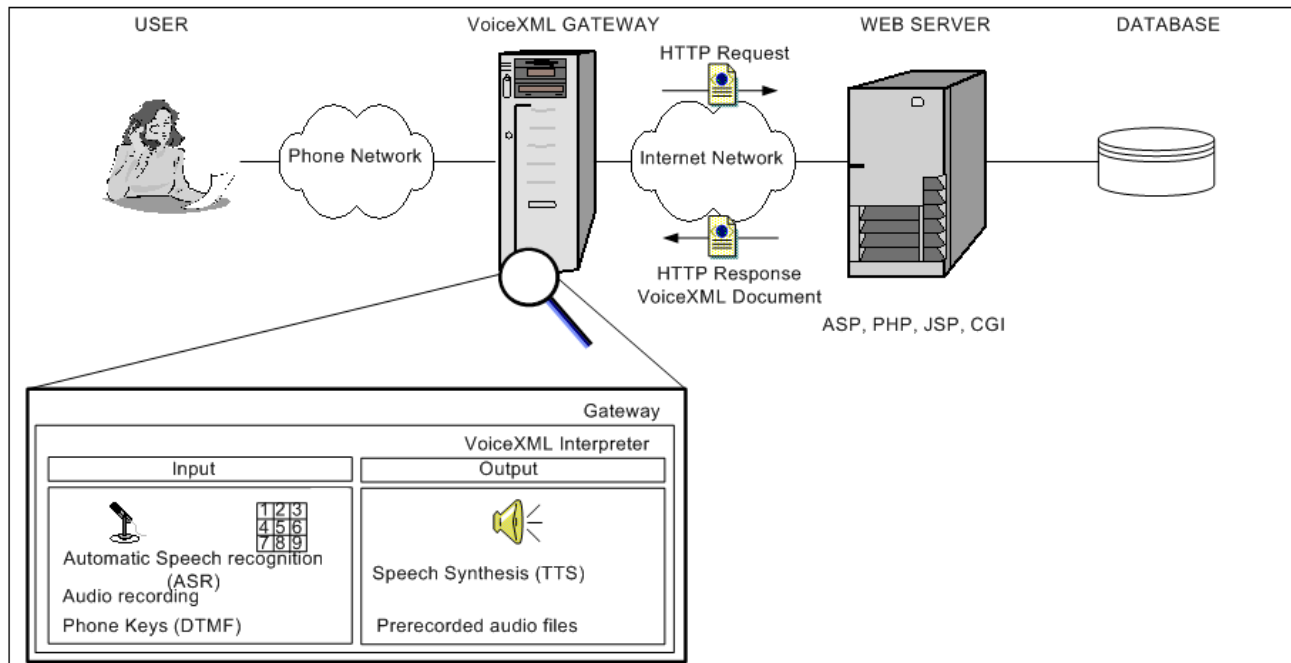 USER
VoiceXML GATEWAY
WEB SERVER
DATABASE
HTTP Request
Phone Network
Internet Network
HTTP Response
VoiceXML Document
ASP, PHP, JSP, CGI
Gateway
VoiceXML Interpreter
Input
Output
1 2 3
4 5 6
7 8 9
Automatic Speech recognition
(ASR)
Audio recording
Phone Keys (DTMF)
Speech Synthesis (TTS)
Prerecorded audio files